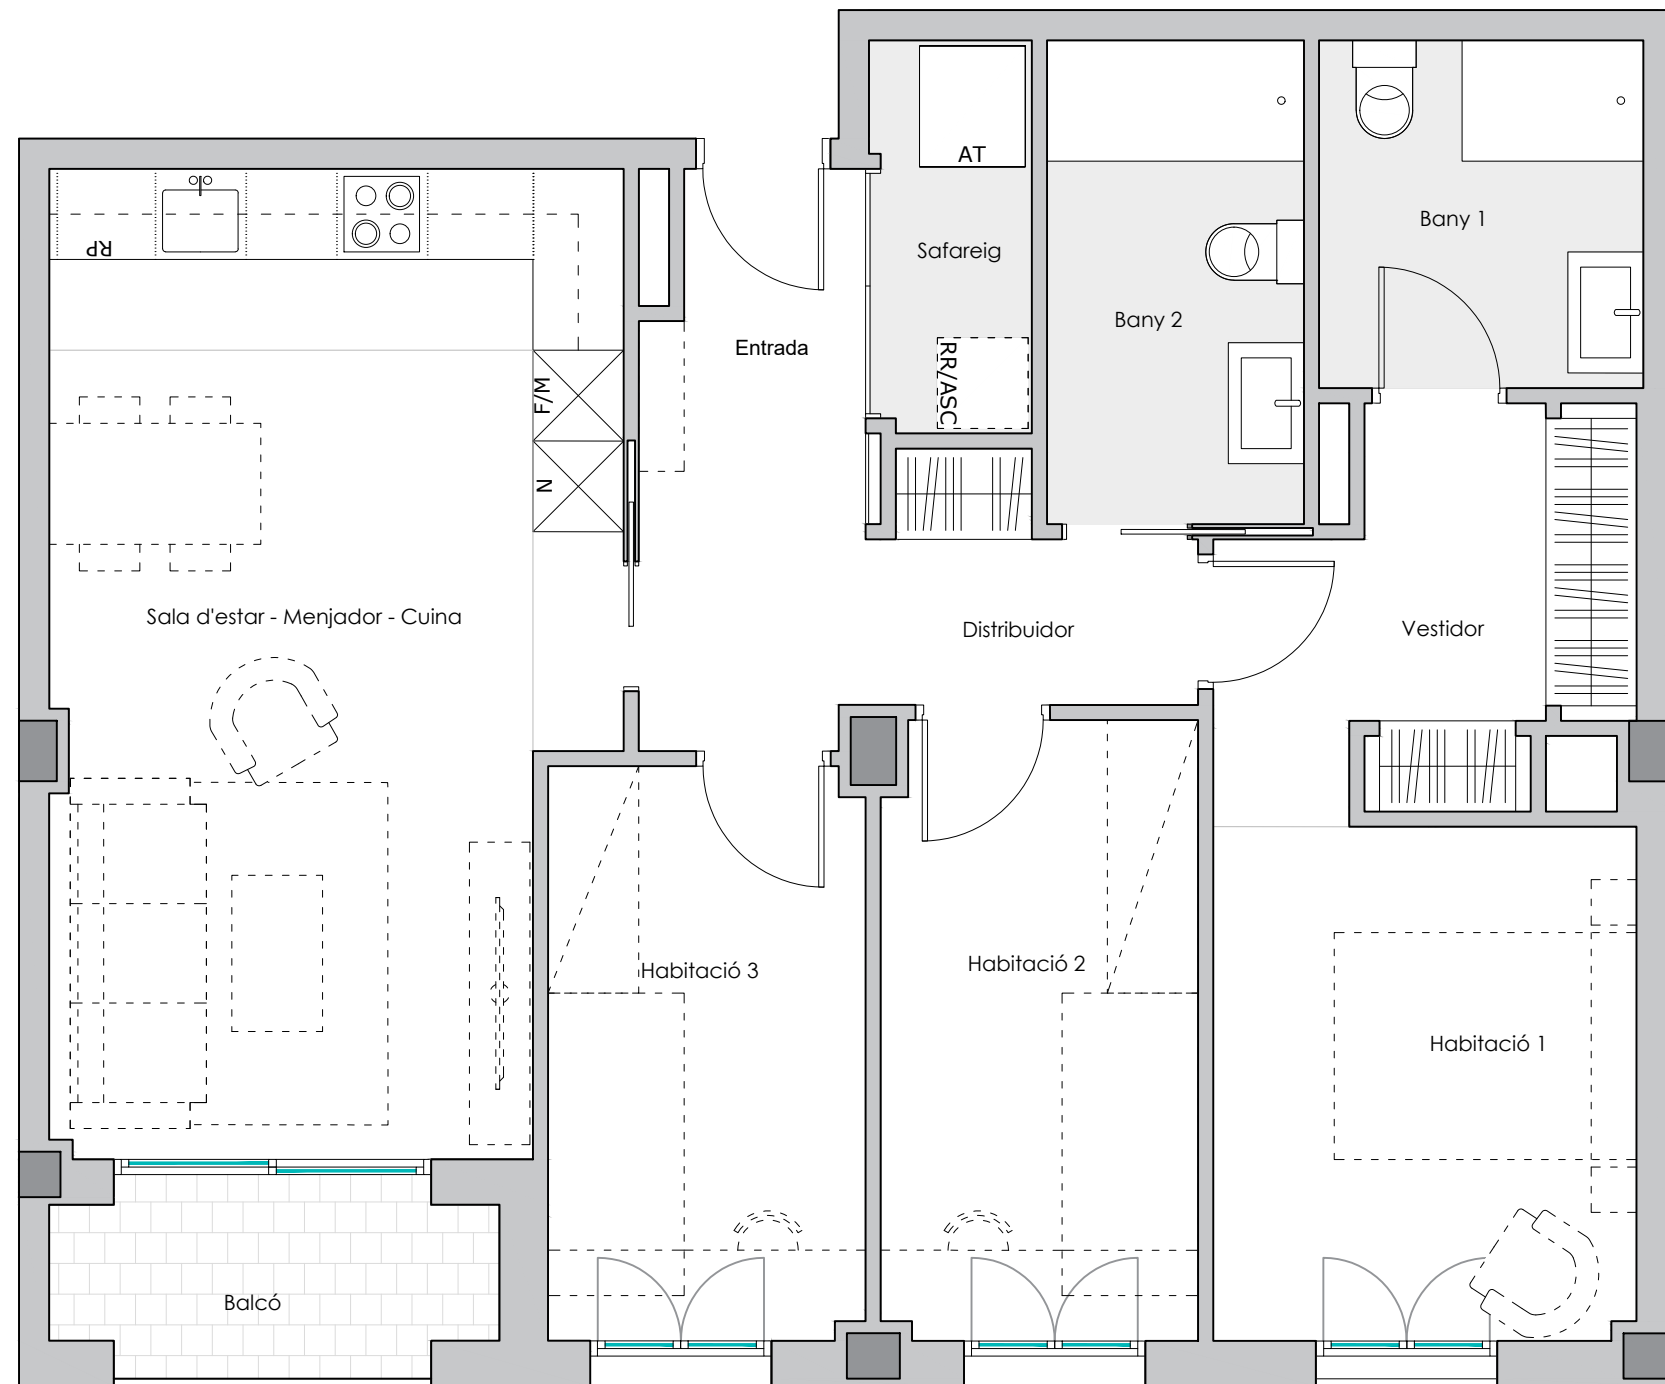 AT
RP
Safareig
Bany 1
Bany 2
Entrada
F/M
RR/ASC
N
Sala d'estar - Menjador - Cuina
Distribuidor
Vestidor
Habitació 3
Habitació 2
Habitació 1
Balcó